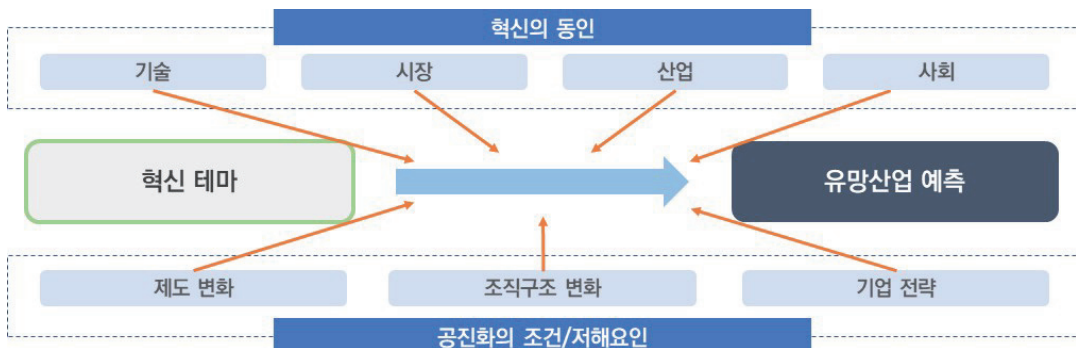 혁신의 동인
기술
시장
산업
사회
혁신 테마
유망산업 예측
제도 변화
조직구조 변화
기업 전략
공진화의 조건/저해요인